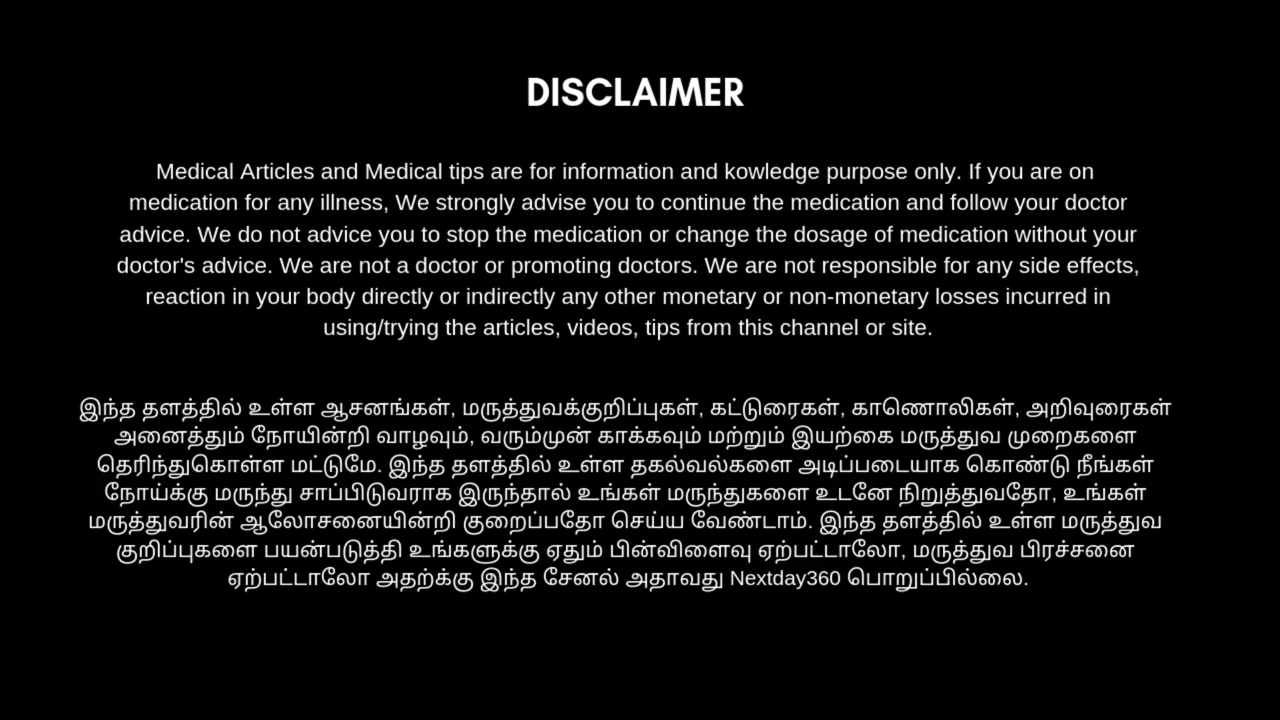 DISCLAIMER
Medical Articles and Medical tips are for information and kowledge purpose only. If you are on
medication for any illness, We strongly advise you to continue the medication and follow your doctor
advice. We do not advice you to stop the medication or change the dosage of medication without your
doctor's advice. We are not a doctor or promoting doctors. We are not responsible for any side effects,
reaction in your body directly or indirectly any other monetary or non-monetary losses incurred in
using/trying the articles, videos, tips from this channel or site.
இந்த தளத்தில் உள்ள ஆசனங்கள், மருத்துவக்குறிப்புகள், கட்டுரைகள், காணொலிகள், அறிவுரைகள்
அனைத்தும் நோயின்றி வாழவும், வரும்முன் காக்கவும் மற்றும் இயற்கை மருத்துவ முறைகளை
தெரிந்துகொள்ள மட்டுமே. இந்த தளத்தில் உள்ள தகல்வல்களை அடிப்படையாக கொண்டு நீங்கள்
நோய்க்கு மருந்து சாப்பிடுவராக இருந்தால் உங்கள் மருந்துகளை உடனே நிறுத்துவதோ, உங்கள்
மருத்துவரின் ஆலோசனையின்றி குறைப்பதோ செய்ய வேண்டாம். இந்த தளத்தில் உள்ள மருத்துவ
குறிப்புகளை பயன்படுத்தி உங்களுக்கு ஏதும் பின்விளைவு ஏற்பட்டாலோ, மருத்துவ பிரச்சனை
ஏற்பட்டாலோ அதற்க்கு இந்த சேனல் அதாவது Nextday360 பொறுப்பில்லை.